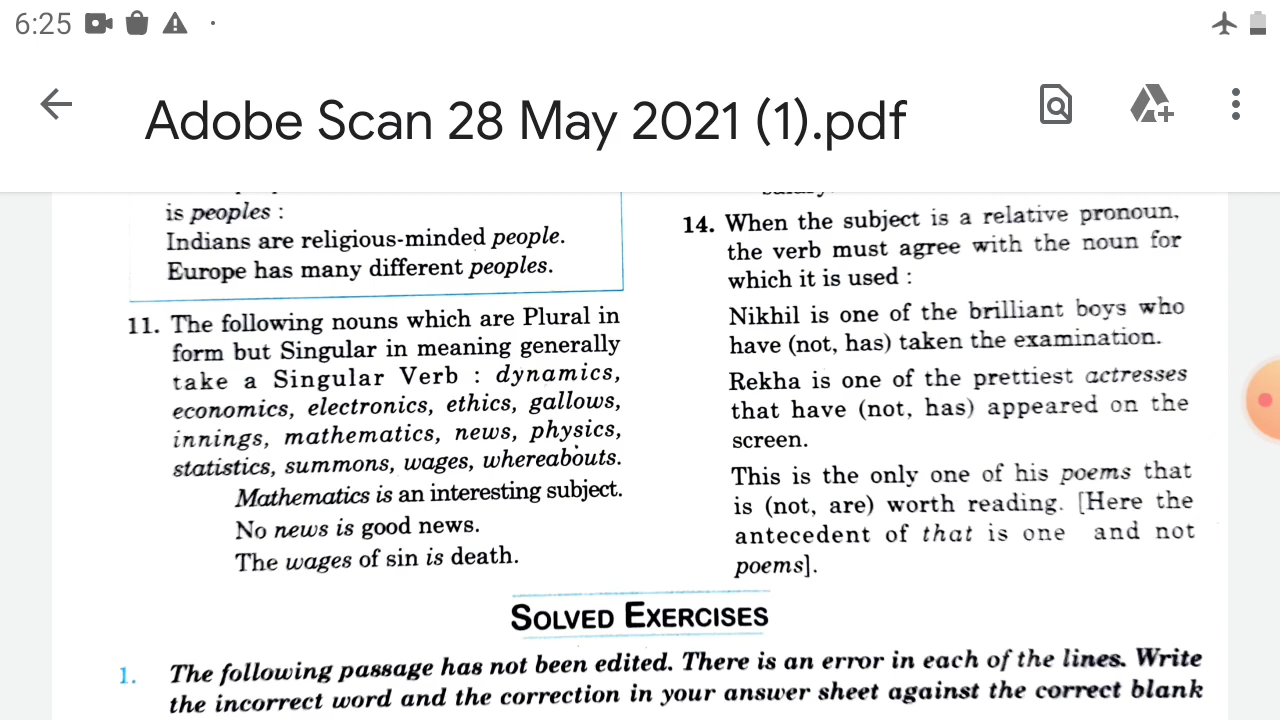 6:25
Adobe Scan 28 May 2021 (1).pdf
is peoples :
Indians are religious-minded people.
Europe has many different peoples.
11. The following nouns which are Plural in
form but Singular in meaning generally
take a Singular Verb : dynamics,
economics, electronics, ethics, gallows,
innings, mathematics, news, physics,
statistics, summons, wages, whereabouts.
Mathematics is an interesting subject.
No news is good news.
The wages of sin is death.
14. When the subject is a relative pronoun,
the verb must agree with the noun for
which it is used :
Nikhil is one of the brilliant boys who
have (not, has) taken the examination.
Rekha is one of the prettiest actresses
that have (not, has) appeared on the
screen.
This is the only one of his poems that
is (not, are) worth reading. [Here the
antecedent of that is one and not
poems].
SOLVED EXERCISES
1. The following passage has not been edited. There is an error in each of the lines. Write
the incorrect word and the correction in your answer sheet against the correct blank